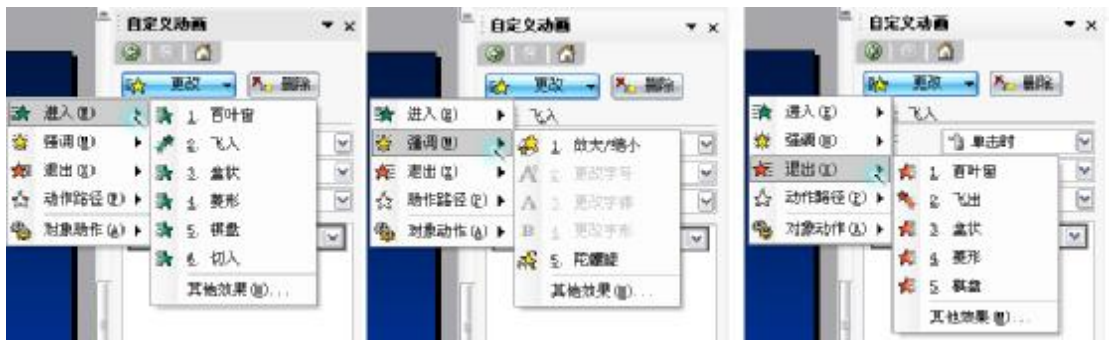 自定义动画
更改 删除
进入(E)
强调(M)
退出(X)
动作路径(P)
对象动作(A)
1. 百叶窗
2. 飞入
3. 盒状
4. 菱形
5. 棋盘
6. 切入
其他效果(M)...
自定义动画
更改 删除
飞入
进入(E)
强调(M)
退出(X)
动作路径(P)
对象动作(A)
1. 放大/缩小
2. 更改字号
3. 更改字体
4. 更改字形
5. 陀螺旋
其他效果(M)...
自定义动画
更改 删除
飞入
单击时
进入(E)
强调(M)
退出(X)
动作路径(P)
对象动作(A)
1. 百叶窗
2. 飞出
3. 盒状
4. 菱形
5. 棋盘
其他效果(M)...